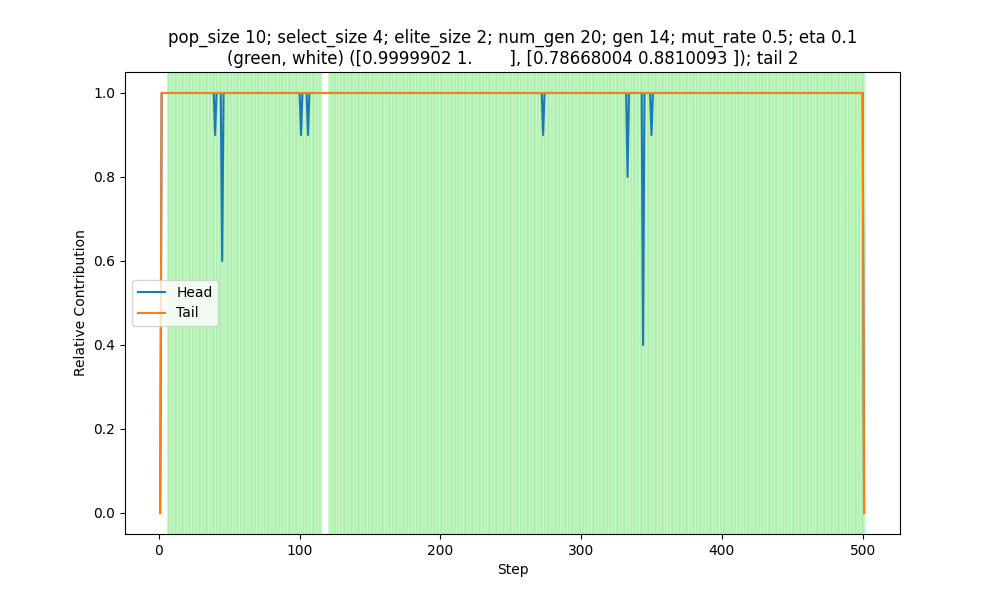 pop_size 10; select_size 4; elite_size 2; num_gen 20; gen 14; mut_rate 0.5; eta 0.1
(green, white) ([0.9999902 1.       ], [0.78668004 0.8810093 ]); tail 2
1.0
0.8
0.6
0.4
0.2
0.0
Relative Contribution
Head
Tail
0 100 200 300 400 500
Step